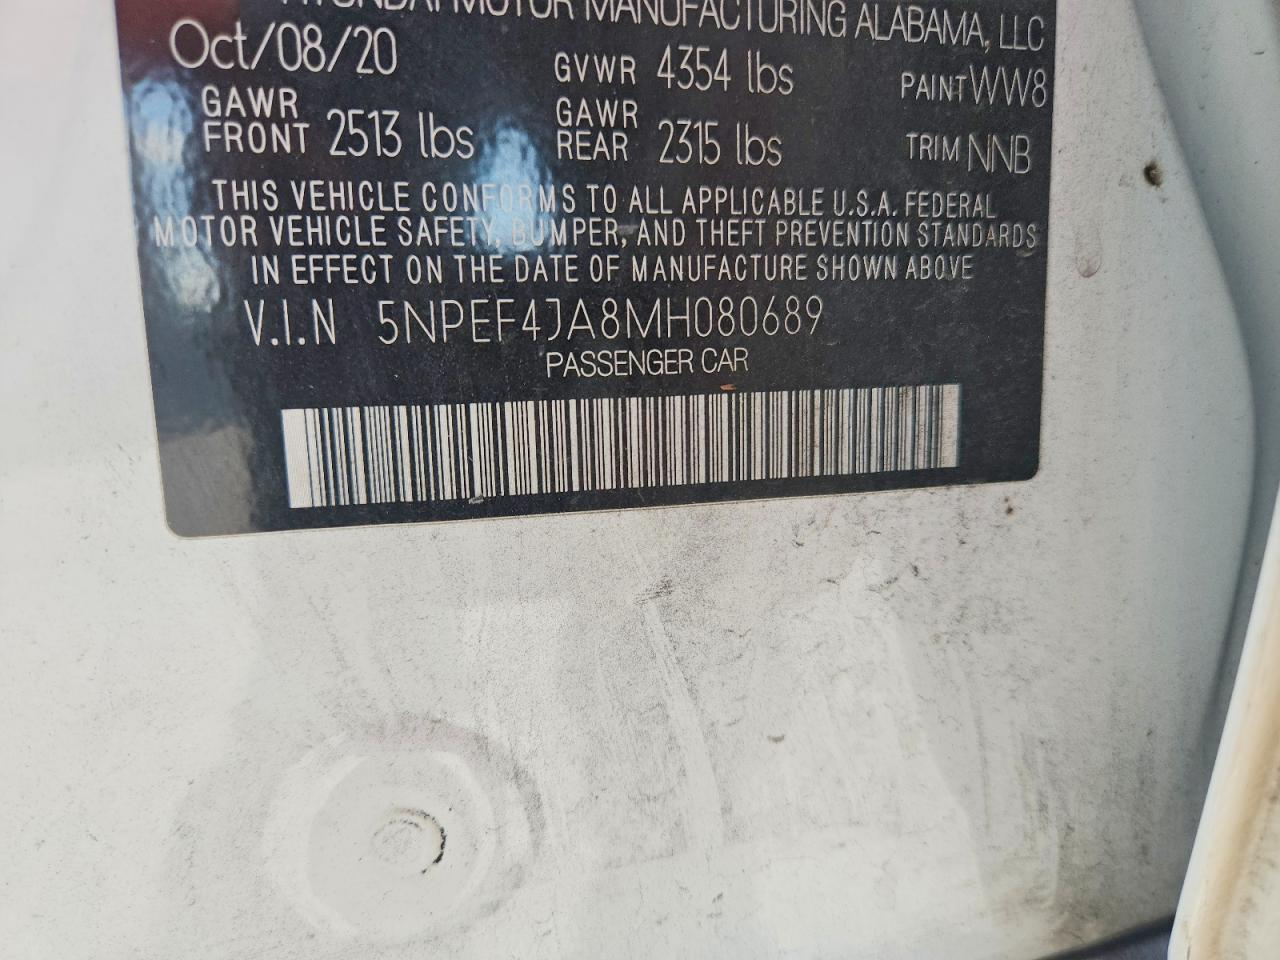 HYUNDAI MOTOR MANUFACTURING ALABAMA, LLC
Oct/08/20 GVWR 4354 lbs PAINT WW8
GAWR FRONT 2513 lbs GAWR REAR 2315 lbs TRIM NNB
THIS VEHICLE CONFORMS TO ALL APPLICABLE U.S.A. FEDERAL
MOTOR VEHICLE SAFETY, BUMPER, AND THEFT PREVENTION STANDARDS
IN EFFECT ON THE DATE OF MANUFACTURE SHOWN ABOVE
V.I.N 5NPEF4JA8MH080689
PASSENGER CAR